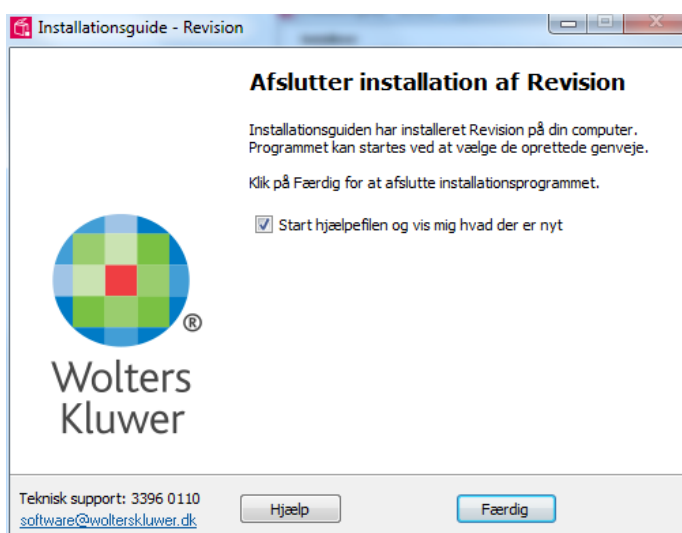 Installationsguide - Revision
Afslutter installation af Revision
Installationsguiden har installeret Revision på din computer.
Programmet kan startes ved at vælge de oprettede genveje.
Klik på Færdig for at afslutte installationsprogrammet.
Start hjælpefilen og vis mig hvad der er nyt
®
Wolters
Kluwer
Teknisk support: 3396 0110
software@wolterskluwer.dk
Hjælp
Færdig